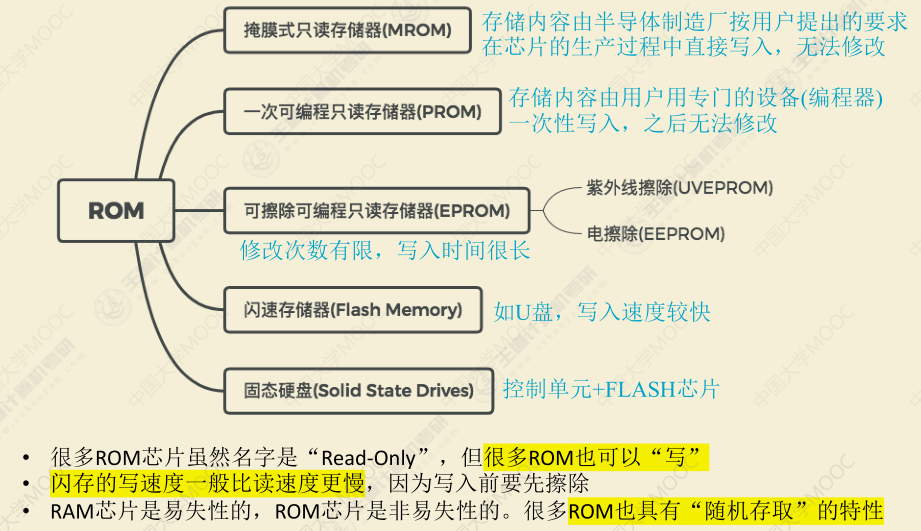 掩膜式只读存储器(MROM)
存储内容由半导体制造厂按用户提出的要求
在芯片的生产过程中直接写入，无法修改
一次可编程只读存储器(PROM)
存储内容由用户用专门的设备(编程器)
一次性写入，之后无法修改
ROM
可擦除可编程只读存储器(EPROM)
紫外线擦除(UVEPROM)
电擦除(EEPROM)
修改次数有限，写入时间很长
闪速存储器(Flash Memory)
如U盘，写入速度较快
固态硬盘(Solid State Drives)
控制单元+FLASH芯片
• 很多ROM芯片虽然名字是“Read-Only”，但很多ROM也可以“写”
• 闪存的写速度一般比读速度更慢，因为写入前要先擦除
• RAM芯片是易失性的，ROM芯片是非易失性的。很多ROM也具有“随机存取”的特性
中国大学MOOC
王道计算机考研